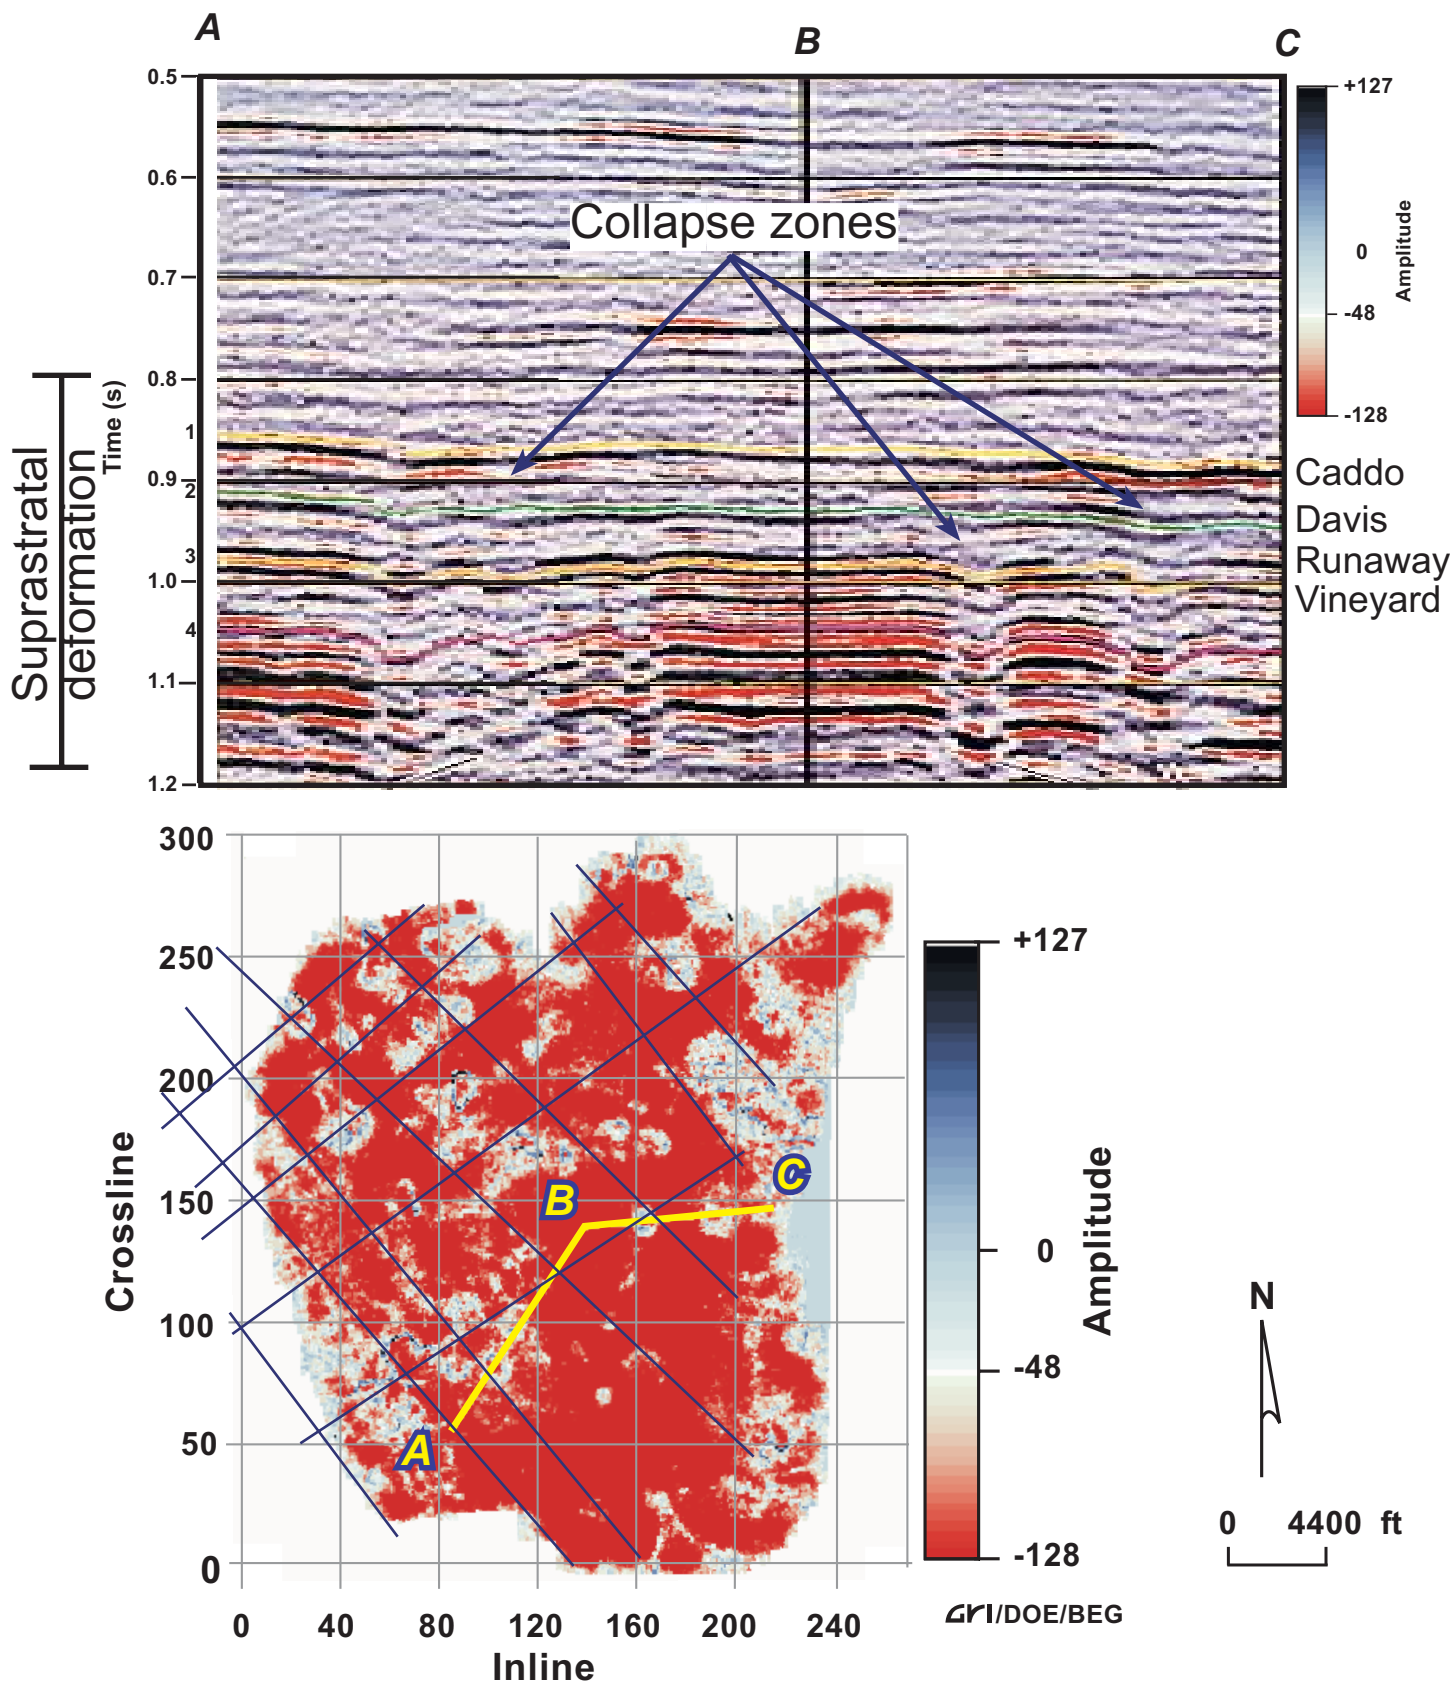 A
B
C
0.5
0.6
0.7
0.8
0.9
1.0
1.1
1.2
1
2
3
4
Time (s)
Suprastratal
deformation
Collapse zones
+127
0
-48
-128
Amplitude
Caddo
Davis
Runaway
Vineyard
300
250
200
150
100
50
0
Crossline
0 40 80 120 160 200 240
Inline
A
B
C
+127
0
-48
-128
Amplitude
N
0 4400 ft
GRI/DOE/BEG